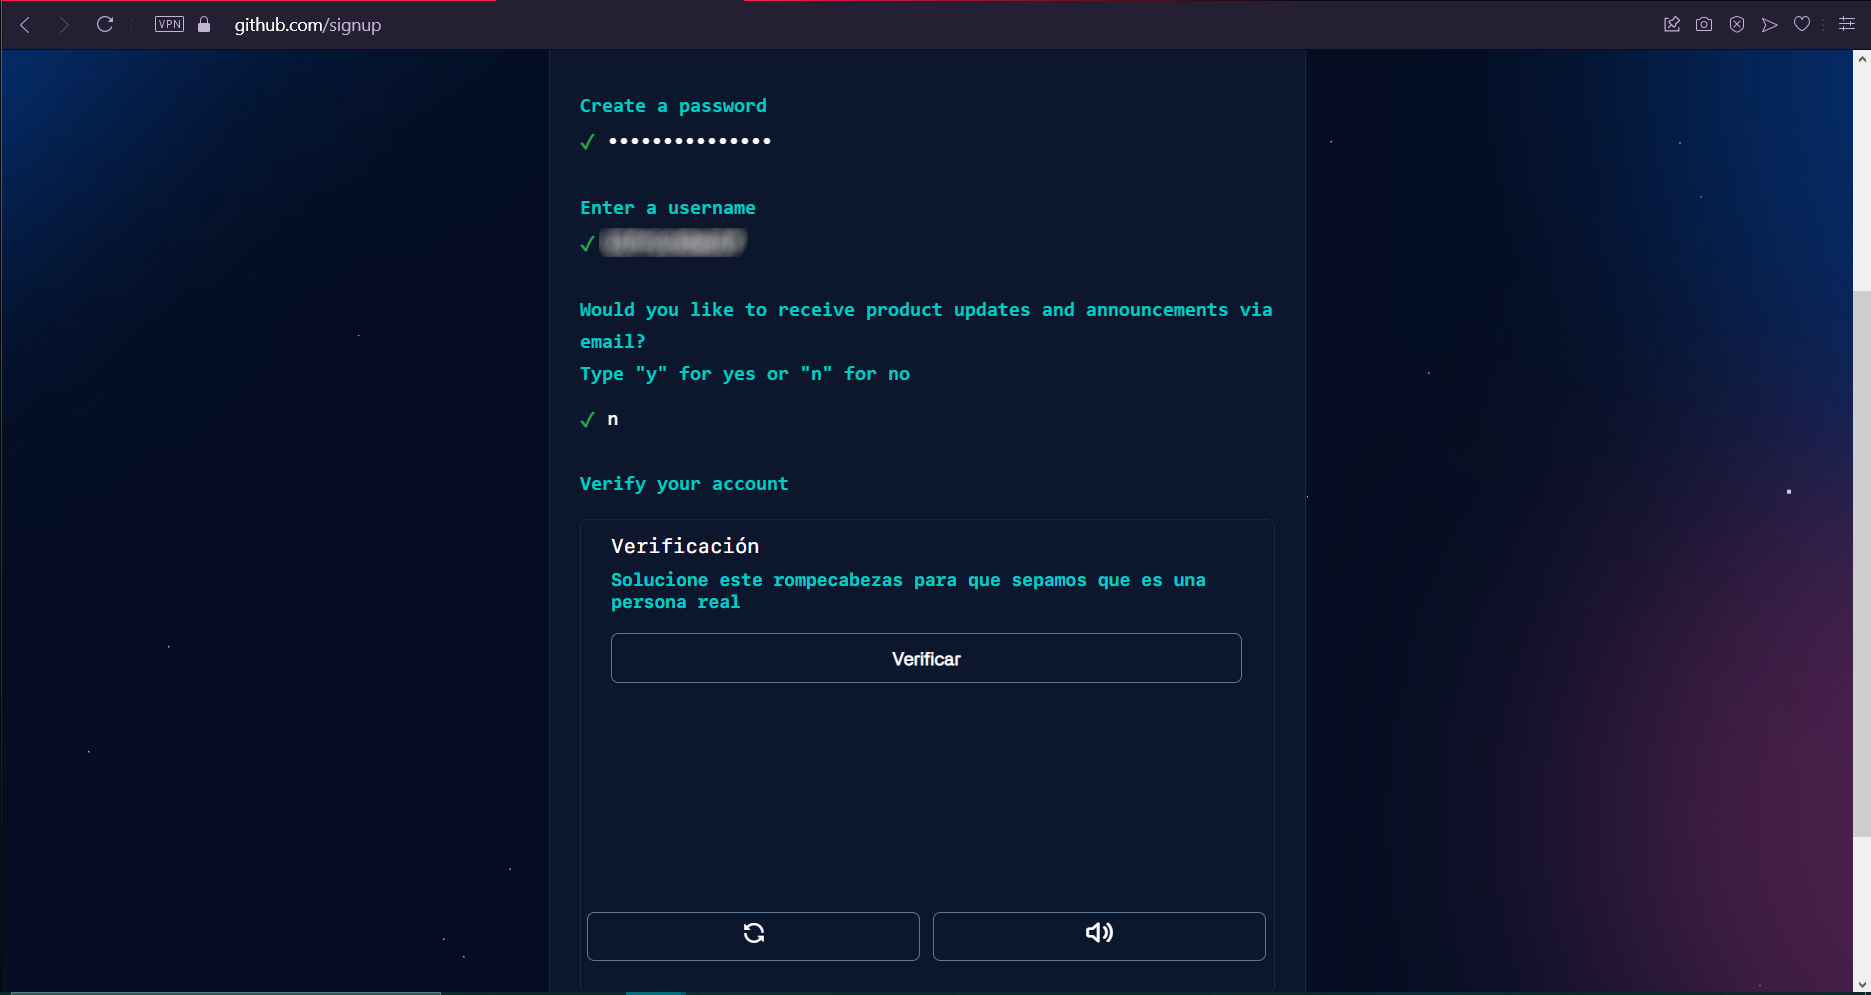 VPN
github.com/signup
Create a password
✓ •••••••••••••••
Enter a username
✓
Would you like to receive product updates and announcements via
email?
Type "y" for yes or "n" for no
✓ n
Verify your account
Verificación
Solucione este rompecabezas para que sepamos que es una
persona real
Verificar